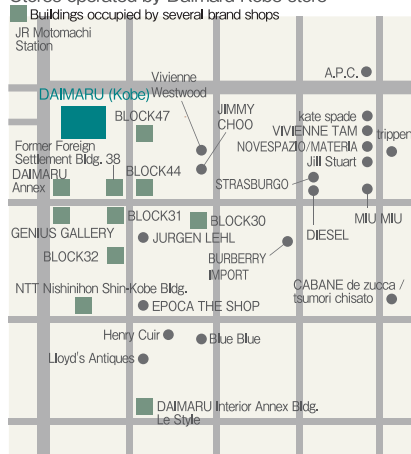 Stores operated by Daimaru Kobe store
Buildings occupied by several brand shops
JR Motomachi
Station
A.P.C.
Vivienne
Westwood
DAIMARU (Kobe)
JIMMY
CHOO
BLOCK47
kate spade
VIVIENNE TAM
trippen
NOVESPAZIO/MATERIA
Jill Stuart
Former Foreign
Settlement Bldg. 38
DAIMARU
Annex
BLOCK44
STRASBURGO
MIU MIU
BLOCK31
BLOCK30
GENIUS GALLERY
DIESEL
JURGEN LEHL
BLOCK32
BURBERRY
IMPORT
NTT Nishinihon Shin-Kobe Bldg.
CABANE de zucca /
tsumori chisato
EPOCA THE SHOP
Henry Cuir
Blue Blue
Lloyd's Antiques
DAIMARU Interior Annex Bldg.
Le Style